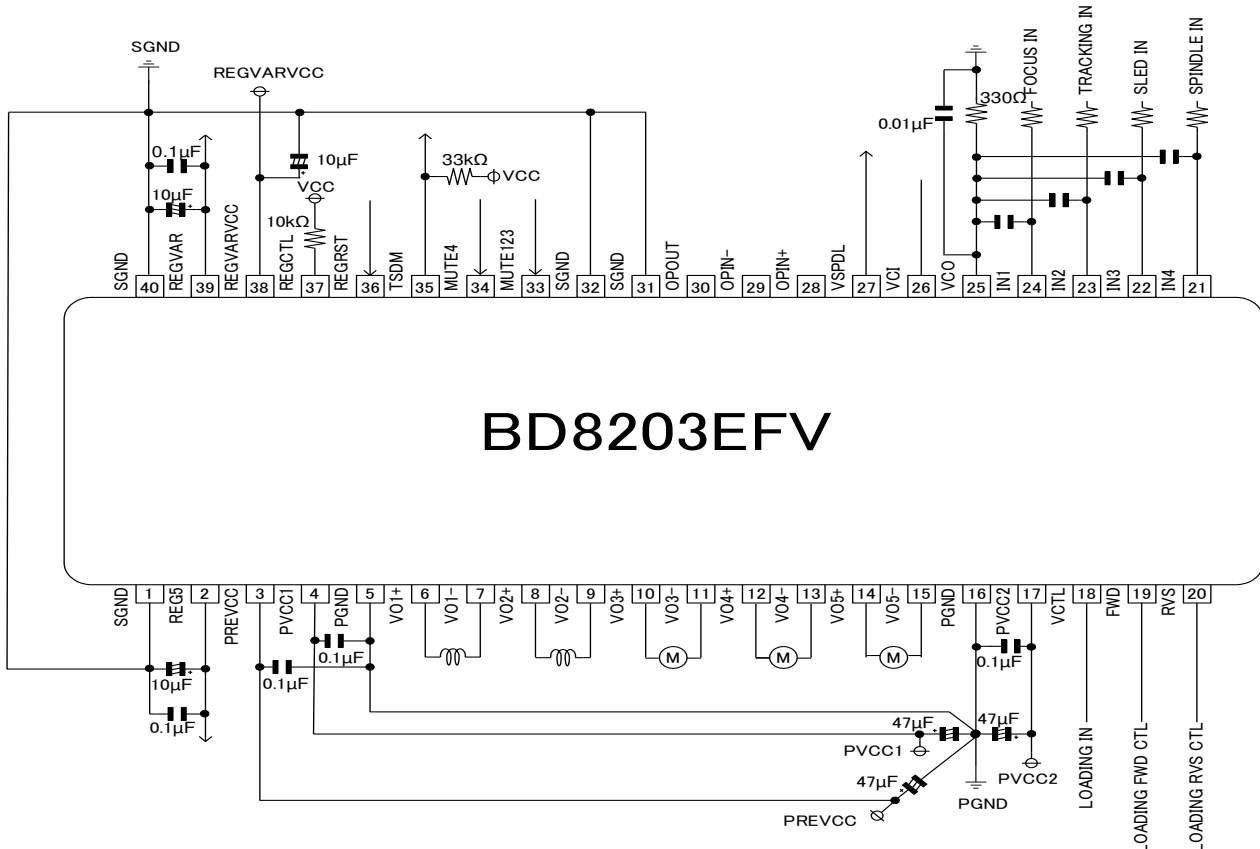 SGND
REGVARVCC
FOCUS IN
TRACKING IN
SLED IN
SPINDLE IN
330Ω
0.01μF
0.1μF
10μF
10μF
VCC
10kΩ
33kΩ
VCC
SGND
REGVAR
REGVARVCC
REGCTL
REGRST
TSDM
MUTE4
MUTE123
SGND
SGND
OPOUT
OPIN-
OPIN+
VSPDL
VCI
VCO
IN1
IN2
IN3
IN4
40 39 38 37 36 35 34 33 32 31 30 29 28 27 26 25 24 23 22 21
BD8203EFV
1 2 3 4 5 6 7 8 9 10 11 12 13 14 15 16 17 18 19 20
SGND
REG5
PREVCC
PVCC1
PGND
VO1+
VO1-
VO2+
VO2-
VO3+
VO3-
VO4+
VO4-
VO5+
VO5-
PGND
PVCC2
VCTL
FWD
RVS
0.1μF
M
M
M
0.1μF
10μF
0.1μF
0.1μF
47μF
47μF
PVCC1
PVCC2
47μF
PGND
PREVCC
LOADING IN
LOADING FWD CTL
LOADING RVS CTL